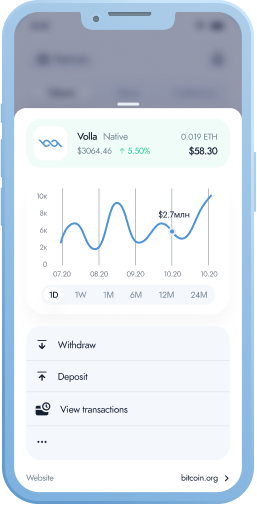 Volla Native 0.019 ETH
$3064.46 ↑ 5.50% $58.30
10к
$2.7млн
8к
6к
2к
0
07.20 08.20 09.20 10.20 10.20
1D 1W 1M 6M 12M 24M
Withdraw
Deposit
View transactions
Website bitcoin.org